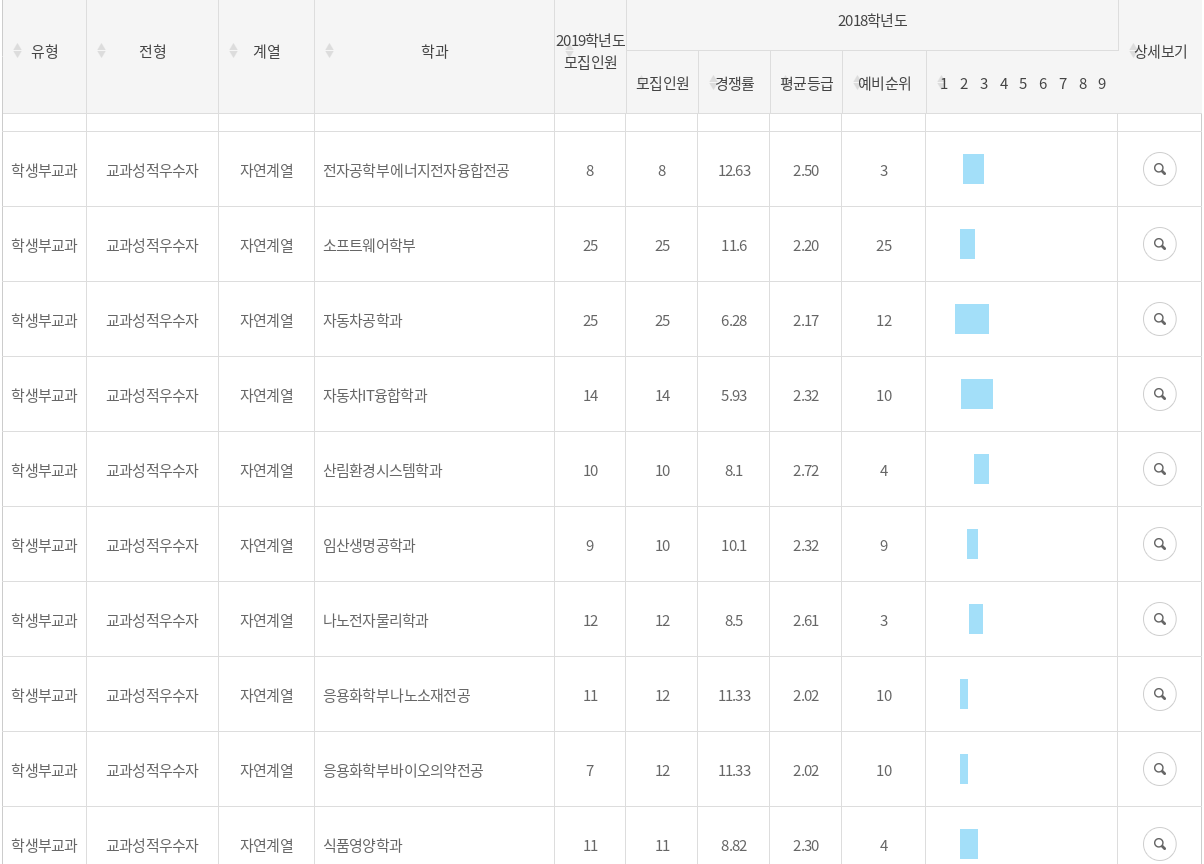 유형 전형 계열 학과 2019학년도 모집인원 2018학년도 상세보기
모집인원 경쟁률 평균등급 예비순위 1 2 3 4 5 6 7 8 9
학생부교과 교과성적우수자 자연계열 전자공학부에너지전자융합전공 8 8 12.63 2.50 3
학생부교과 교과성적우수자 자연계열 소프트웨어학부 25 25 11.6 2.20 25
학생부교과 교과성적우수자 자연계열 자동차공학과 25 25 6.28 2.17 12
학생부교과 교과성적우수자 자연계열 자동차IT융합학과 14 14 5.93 2.32 10
학생부교과 교과성적우수자 자연계열 산림환경시스템학과 10 10 8.1 2.72 4
학생부교과 교과성적우수자 자연계열 임산생명공학과 9 10 10.1 2.32 9
학생부교과 교과성적우수자 자연계열 나노전자물리학과 12 12 8.5 2.61 3
학생부교과 교과성적우수자 자연계열 응용화학부나노소재전공 11 12 11.33 2.02 10
학생부교과 교과성적우수자 자연계열 응용화학부바이오의약전공 7 12 11.33 2.02 10
학생부교과 교과성적우수자 자연계열 식품영양학과 11 11 8.82 2.30 4